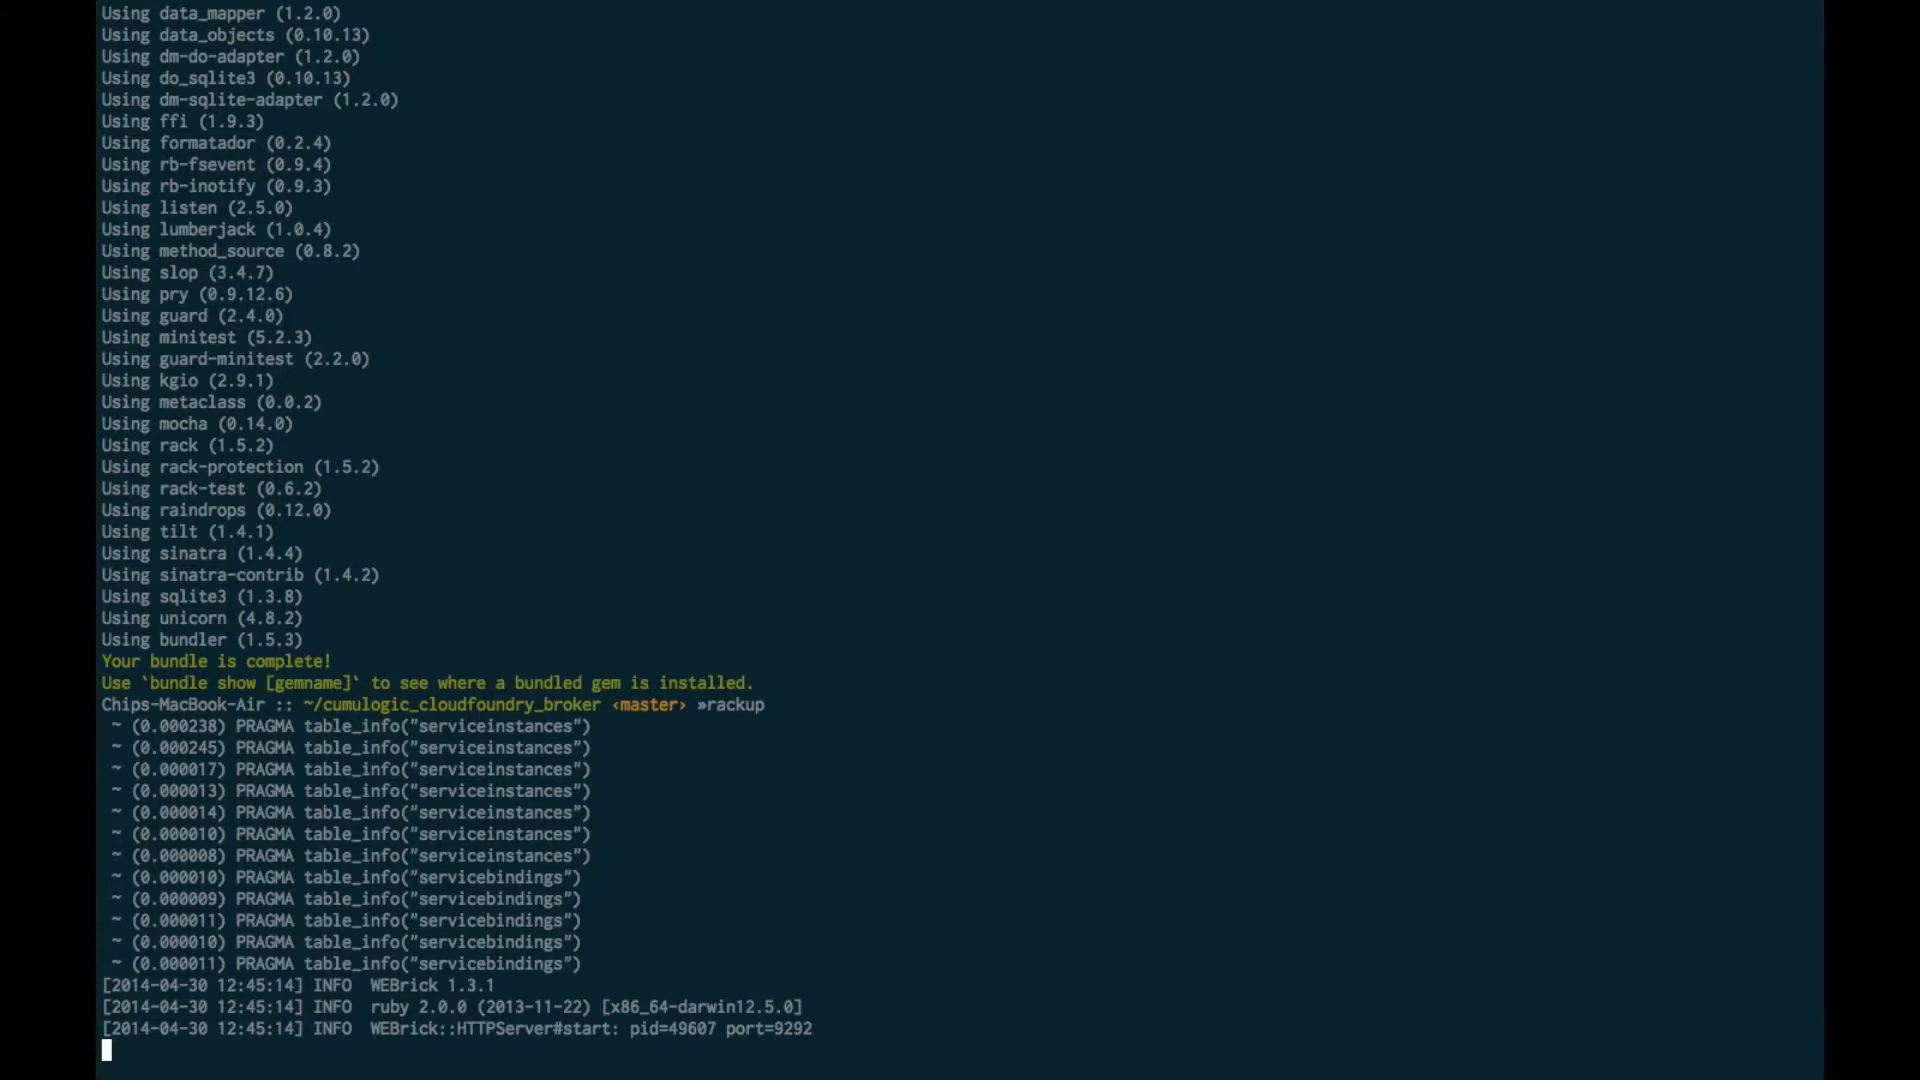 Using data_mapper (1.2.0)
Using data_objects (0.10.13)
Using dm-do-adapter (1.2.0)
Using do_sqlite3 (0.10.13)
Using dm-sqlite-adapter (1.2.0)
Using ffi (1.9.3)
Using formatador (0.2.4)
Using rb-fsevent (0.9.4)
Using rb-inotify (0.9.3)
Using listen (2.5.0)
Using lumberjack (1.0.4)
Using method_source (0.8.2)
Using slop (3.4.7)
Using pry (0.9.12.6)
Using guard (2.4.0)
Using minitest (5.2.3)
Using guard-minitest (2.2.0)
Using kgio (2.9.1)
Using metaclass (0.0.2)
Using mocha (0.14.0)
Using rack (1.5.2)
Using rack-protection (1.5.2)
Using rack-test (0.6.2)
Using raindrops (0.12.0)
Using tilt (1.4.1)
Using sinatra (1.4.4)
Using sinatra-contrib (1.4.2)
Using sqlite3 (1.3.8)
Using unicorn (4.8.2)
Using bundler (1.5.3)
Your bundle is complete!
Use `bundle show [gemname]` to see where a bundled gem is installed.
Chips-MacBook-Air :: ~/cumulogic_cloudfoundry_broker ‹master› »rackup
~ (0.000238) PRAGMA table_info("serviceinstances")
~ (0.000245) PRAGMA table_info("serviceinstances")
~ (0.000017) PRAGMA table_info("serviceinstances")
~ (0.000013) PRAGMA table_info("serviceinstances")
~ (0.000014) PRAGMA table_info("serviceinstances")
~ (0.000010) PRAGMA table_info("serviceinstances")
~ (0.000008) PRAGMA table_info("serviceinstances")
~ (0.000010) PRAGMA table_info("servicebindings")
~ (0.000009) PRAGMA table_info("servicebindings")
~ (0.000011) PRAGMA table_info("servicebindings")
~ (0.000010) PRAGMA table_info("servicebindings")
~ (0.000011) PRAGMA table_info("servicebindings")
[2014-04-30 12:45:14] INFO  WEBrick 1.3.1
[2014-04-30 12:45:14] INFO  ruby 2.0.0 (2013-11-22) [x86_64-darwin12.5.0]
[2014-04-30 12:45:14] INFO  WEBrick::HTTPServer#start: pid=49607 port=9292